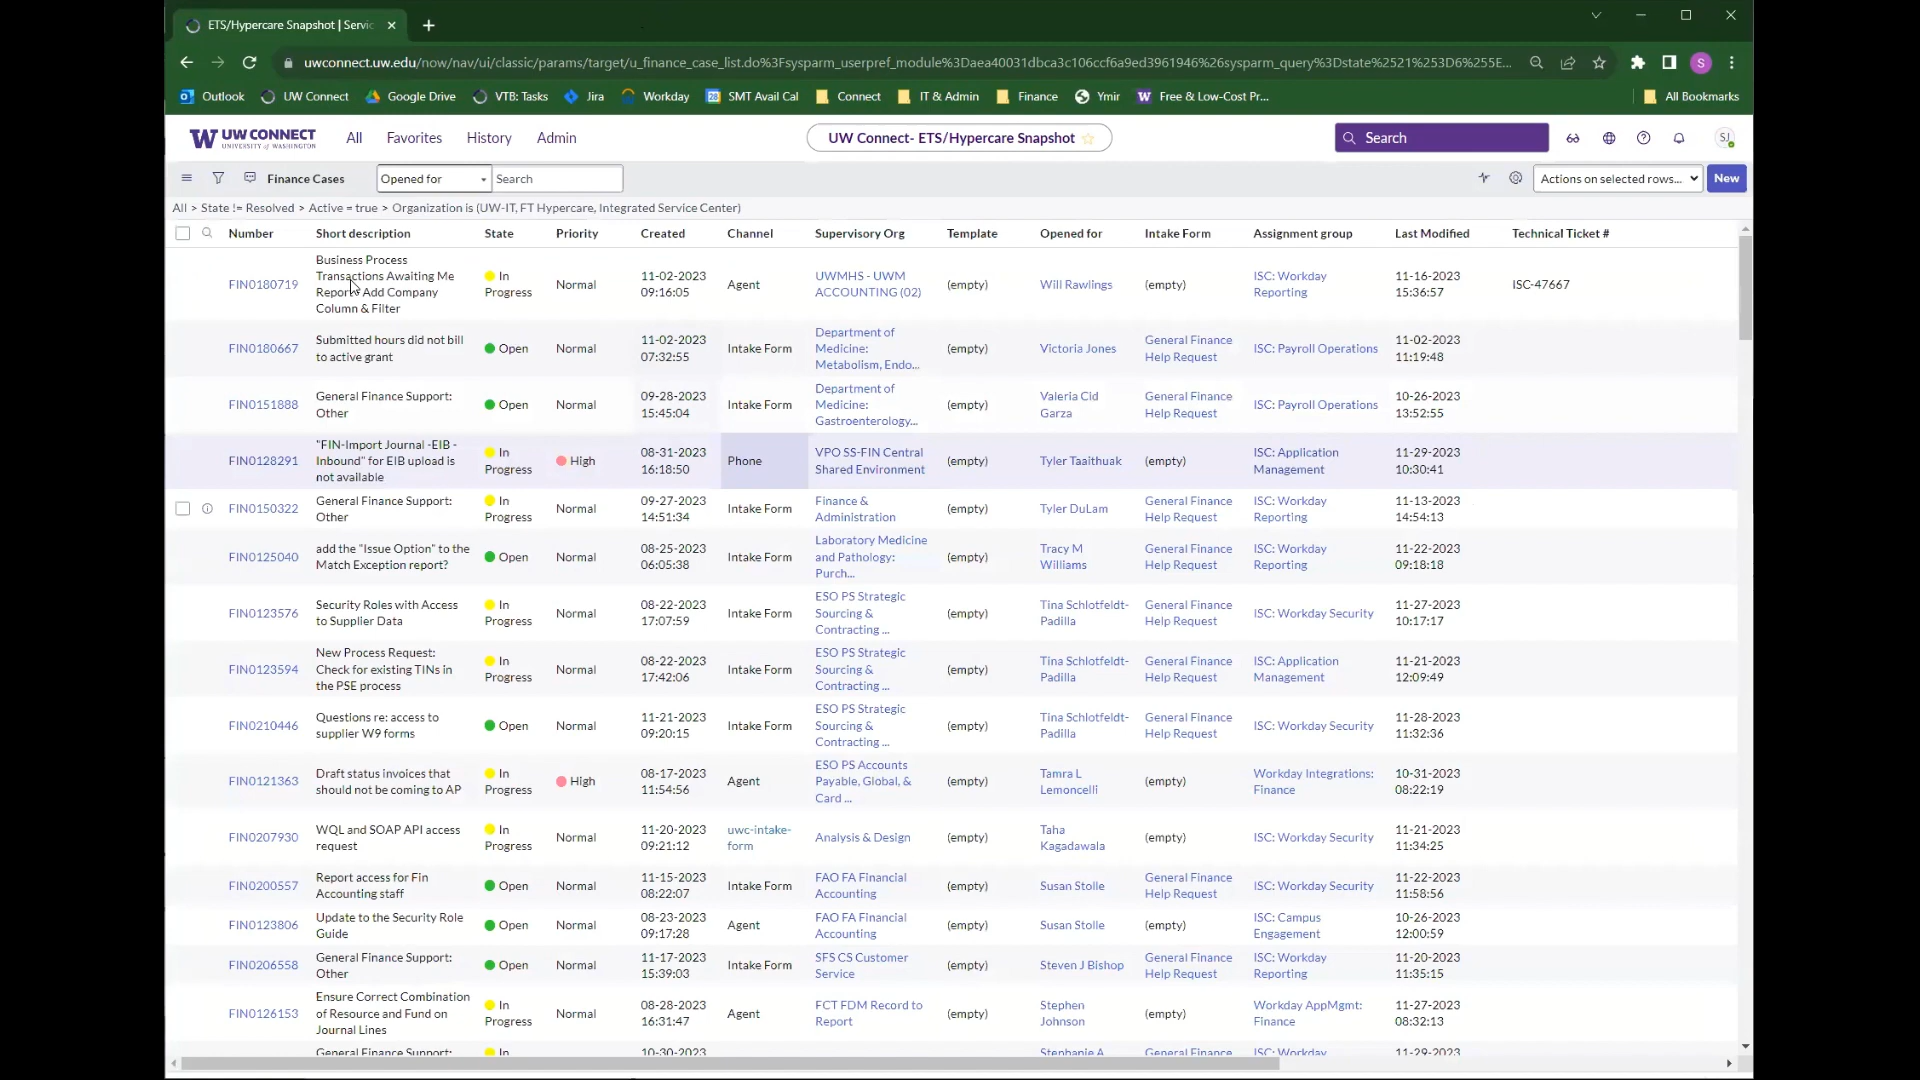 ETS/Hypercare Snapshot | Servic
uwconnect.uw.edu/now/nav/ui/classic/params/target/u_finance_case_list.do%3Fsysparm_userpref_module%3Daea40031dbca3c106ccf6a9ed3961946%26sysparm_query%3Dstate%2521%253D6%255E...
Outlook UW Connect Google Drive VTB: Tasks Jira Workday SMT Avail Cal Connect IT & Admin Finance Ymir Free & Low-Cost Pr... All Bookmarks
UW CONNECT
UNIVERSITY of WASHINGTON
All Favorites History Admin UW Connect- ETS/Hypercare Snapshot Search SJ
Finance Cases Opened for Search Actions on selected rows... New
All > State != Resolved > Active = true > Organization is (UW-IT, FT Hypercare, Integrated Service Center)
Number Short description State Priority Created Channel Supervisory Org Template Opened for Intake Form Assignment group Last Modified Technical Ticket #
FIN0180719 Business Process Transactions Awaiting Me Report: Add Company Column & Filter In Progress Normal 11-02-2023 09:16:05 Agent UWMHS - UWM ACCOUNTING (02) (empty) Will Rawlings (empty) ISC: Workday Reporting 11-16-2023 15:36:57 ISC-47667
FIN0180667 Submitted hours did not bill to active grant Open Normal 11-02-2023 07:32:55 Intake Form Department of Medicine: Metabolism, Endo... (empty) Victoria Jones General Finance Help Request ISC: Payroll Operations 11-02-2023 11:19:48
FIN0151888 General Finance Support: Other Open Normal 09-28-2023 15:45:04 Intake Form Department of Medicine: Gastroenterology... (empty) Valeria Cid Garza General Finance Help Request ISC: Payroll Operations 10-26-2023 13:52:55
FIN0128291 "FIN-Import Journal -EIB - Inbound" for EIB upload is not available In Progress High 08-31-2023 16:18:50 Phone VPO SS-FIN Central Shared Environment (empty) Tyler Taaithuak (empty) ISC: Application Management 11-29-2023 10:30:41
FIN0150322 General Finance Support: Other In Progress Normal 09-27-2023 14:51:34 Intake Form Finance & Administration (empty) Tyler DuLam General Finance Help Request ISC: Workday Reporting 11-13-2023 14:54:13
FIN0125040 add the "Issue Option" to the Match Exception report? Open Normal 08-25-2023 06:05:38 Intake Form Laboratory Medicine and Pathology: Purch... (empty) Tracy M Williams General Finance Help Request ISC: Workday Reporting 11-22-2023 09:18:18
FIN0123576 Security Roles with Access to Supplier Data In Progress Normal 08-22-2023 17:07:59 Intake Form ESO PS Strategic Sourcing & Contracting ... (empty) Tina Schlotfeldt-Padilla General Finance Help Request ISC: Workday Security 11-27-2023 10:17:17
FIN0123594 New Process Request: Check for existing TINs in the PSE process In Progress Normal 08-22-2023 17:42:06 Intake Form ESO PS Strategic Sourcing & Contracting ... (empty) Tina Schlotfeldt-Padilla General Finance Help Request ISC: Application Management 11-21-2023 12:09:49
FIN0210446 Questions re: access to supplier W9 forms Open Normal 11-21-2023 09:20:15 Intake Form ESO PS Strategic Sourcing & Contracting ... (empty) Tina Schlotfeldt-Padilla General Finance Help Request ISC: Workday Security 11-28-2023 11:32:36
FIN0121363 Draft status invoices that should not be coming to AP In Progress High 08-17-2023 11:54:56 Agent ESO PS Accounts Payable, Global, & Card ... (empty) Tamra L Lemoncelli (empty) Workday Integrations: Finance 10-31-2023 08:22:19
FIN0207930 WQL and SOAP API access request In Progress Normal 11-20-2023 09:21:12 uwc-intake-form Analysis & Design (empty) Taha Kagadawala (empty) ISC: Workday Security 11-21-2023 11:34:25
FIN0200557 Report access for Fin Accounting staff Open Normal 11-15-2023 08:22:07 Intake Form FAO FA Financial Accounting (empty) Susan Stolle General Finance Help Request ISC: Workday Security 11-22-2023 11:58:56
FIN0123806 Update to the Security Role Guide Open Normal 08-23-2023 09:17:28 Agent FAO FA Financial Accounting (empty) Susan Stolle (empty) ISC: Campus Engagement 10-26-2023 12:00:59
FIN0206558 General Finance Support: Other Open Normal 11-17-2023 15:39:03 Intake Form SFS CS Customer Service (empty) Steven J Bishop General Finance Help Request ISC: Workday Reporting 11-20-2023 11:35:15
FIN0126153 Ensure Correct Combination of Resource and Fund on Journal Lines In Progress Normal 08-28-2023 16:31:47 Agent FCT FDM Record to Report (empty) Stephen Johnson (empty) Workday AppMgmt: Finance 11-27-2023 08:32:13
General Finance Support: In 10-30-2023 Stephanie A General Finance ISC: Workday 11-29-2023